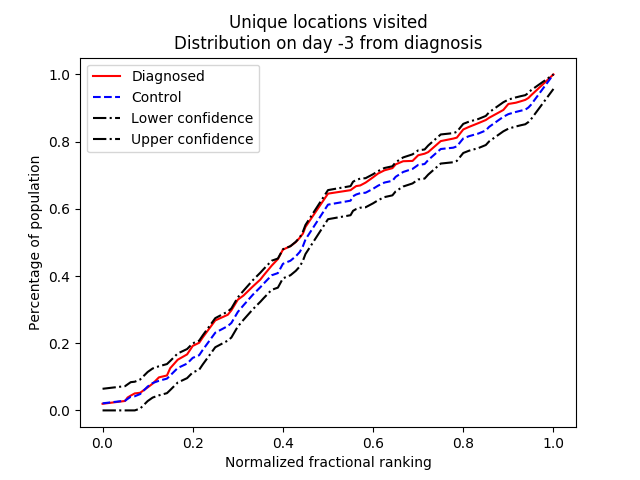 Unique locations visited
Distribution on day -3 from diagnosis
Diagnosed
Control
Lower confidence
Upper confidence
Percentage of population
1.0
0.8
0.6
0.4
0.2
0.0
0.0 0.2 0.4 0.6 0.8 1.0
Normalized fractional ranking